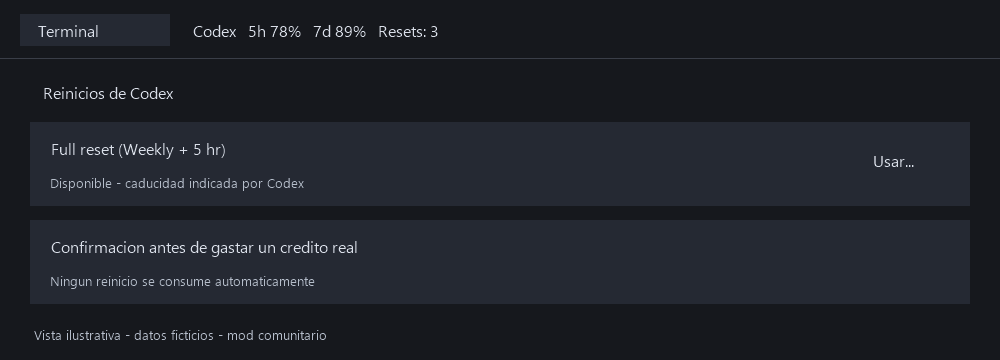 Terminal
Codex 5h 78% 7d 89% Resets: 3
Reinicios de Codex
Full reset (Weekly + 5 hr)
Usar...
Disponible - caducidad indicada por Codex
Confirmacion antes de gastar un credito real
Ningun reinicio se consume automaticamente
Vista ilustrativa - datos ficticios - mod comunitario